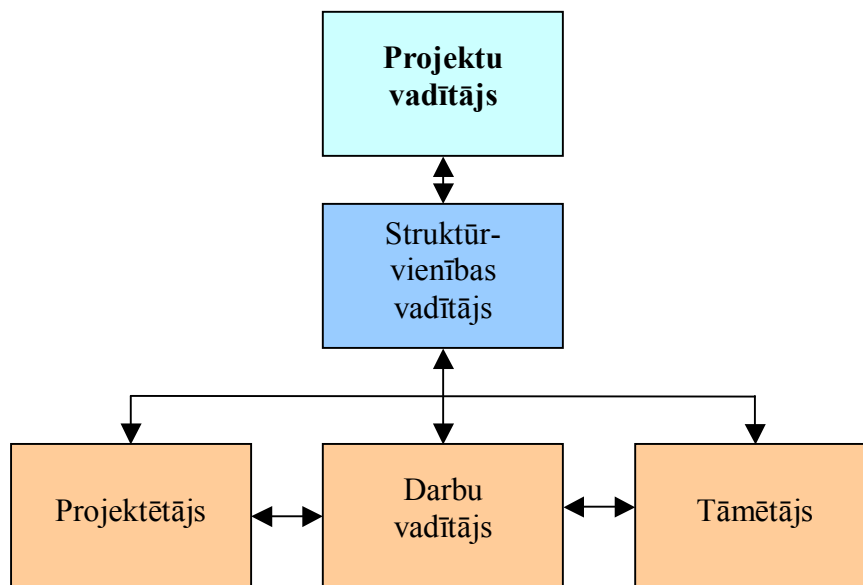 Projektu
vadītājs
Struktūr-
vienības
vadītājs
Projektētājs
Darbu
vadītājs
Tāmētājs